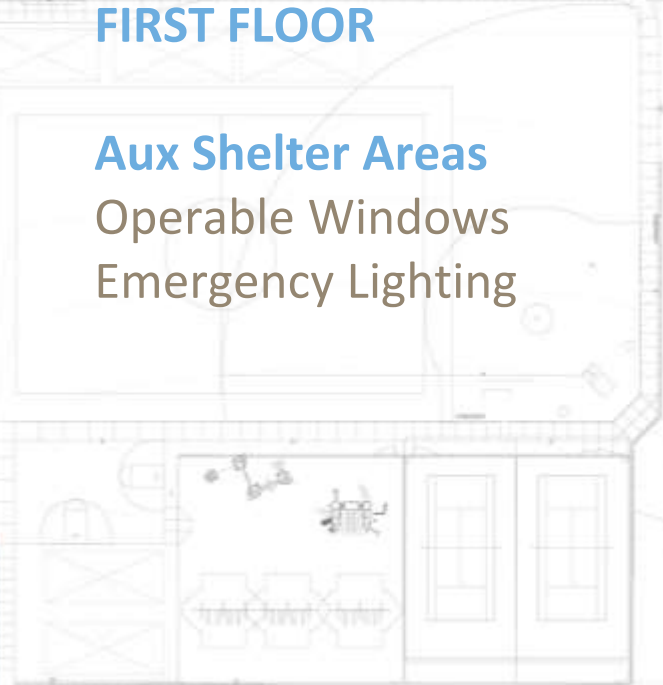 FIRST FLOOR
Aux Shelter Areas
Operable Windows
Emergency Lighting